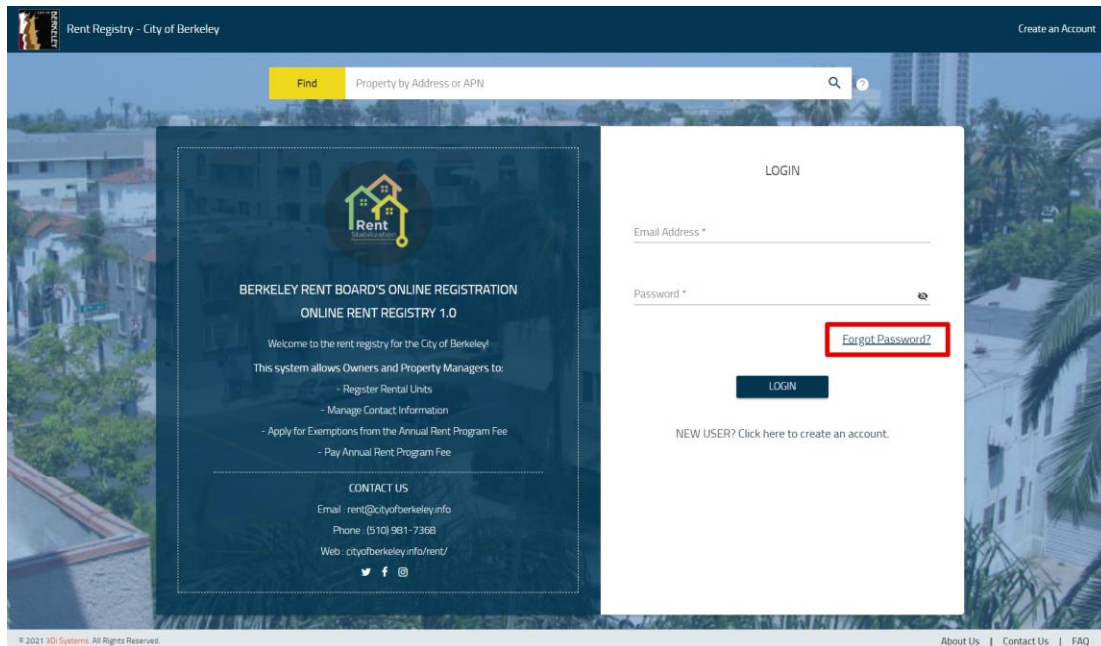 BERKELEY
Rent Registry - City of Berkeley
Create an Account
Find
Property by Address or APN
?
Rent
Stabilization
BERKELEY RENT BOARD'S ONLINE REGISTRATION
ONLINE RENT REGISTRY 1.0
Welcome to the rent registry for the City of Berkeley!
This system allows Owners and Property Managers to:
- Register Rental Units
- Manage Contact Information
- Apply for Exemptions from the Annual Rent Program Fee
- Pay Annual Rent Program Fee
CONTACT US
Email : rent@cityofberkeley.info
Phone : (510) 981-7368
Web : cityofberkeley.info/rent/
LOGIN
Email Address *
Password *
Forgot Password?
LOGIN
NEW USER? Click here to create an account.
© 2021 3Di Systems. All Rights Reserved.
About Us | Contact Us | FAQ